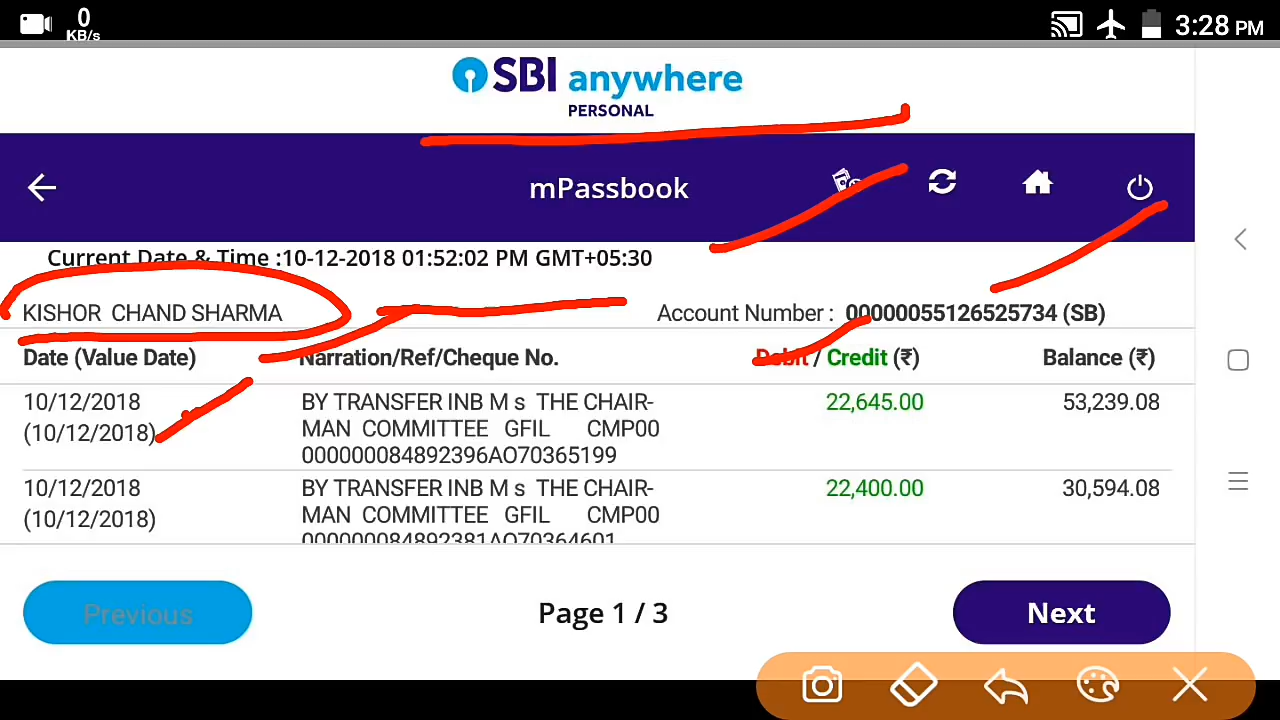 0
KB/s
3:28 PM
SBI anywhere
PERSONAL
mPassbook
Current Date & Time :10-12-2018 01:52:02 PM GMT+05:30
KISHOR CHAND SHARMA Account Number : 00000055126525734 (SB)
Date (Value Date) Narration/Ref/Cheque No. Debit / Credit (₹) Balance (₹)
10/12/2018 BY TRANSFER INB M s THE CHAIR- 22,645.00 53,239.08
(10/12/2018) MAN COMMITTEE GFIL CMP00
000000084892396AO70365199
10/12/2018 BY TRANSFER INB M s THE CHAIR- 22,400.00 30,594.08
(10/12/2018) MAN COMMITTEE GFIL CMP00
000000084892381AO70364601
Previous Page 1 / 3 Next